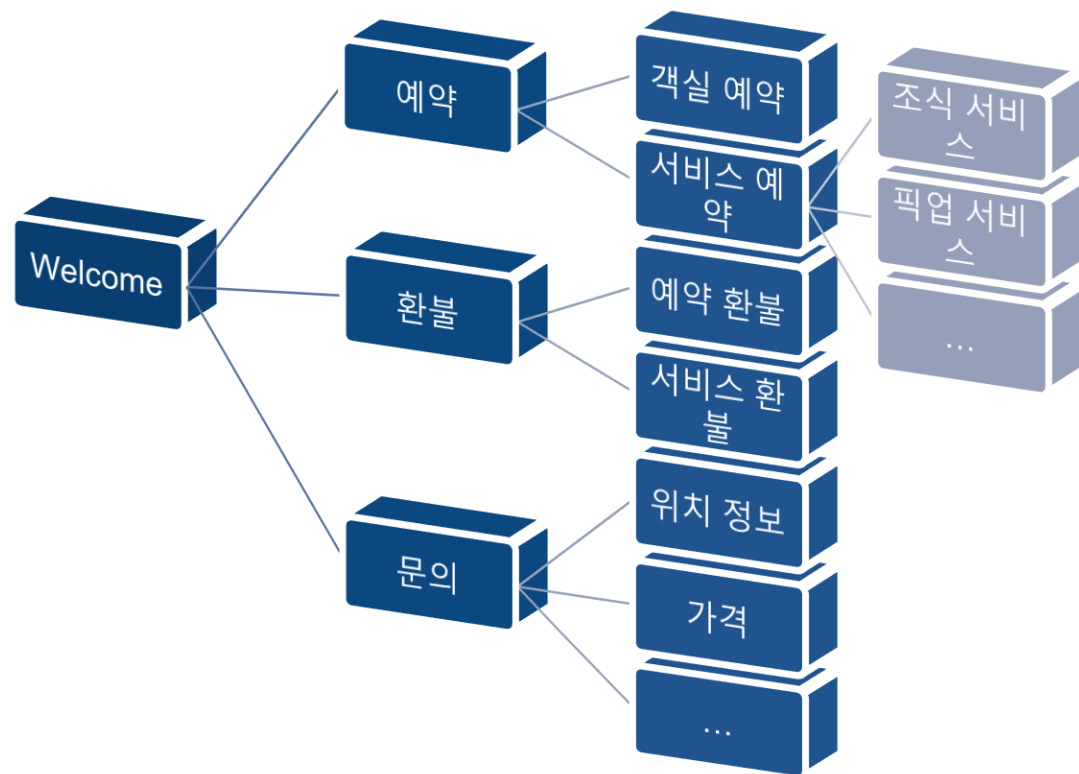 Welcome
예약
객실 예약
서비스 예
약
조식 서비
스
픽업 서비
스
...
환불
예약 환불
서비스 환
불
문의
위치 정보
가격
...